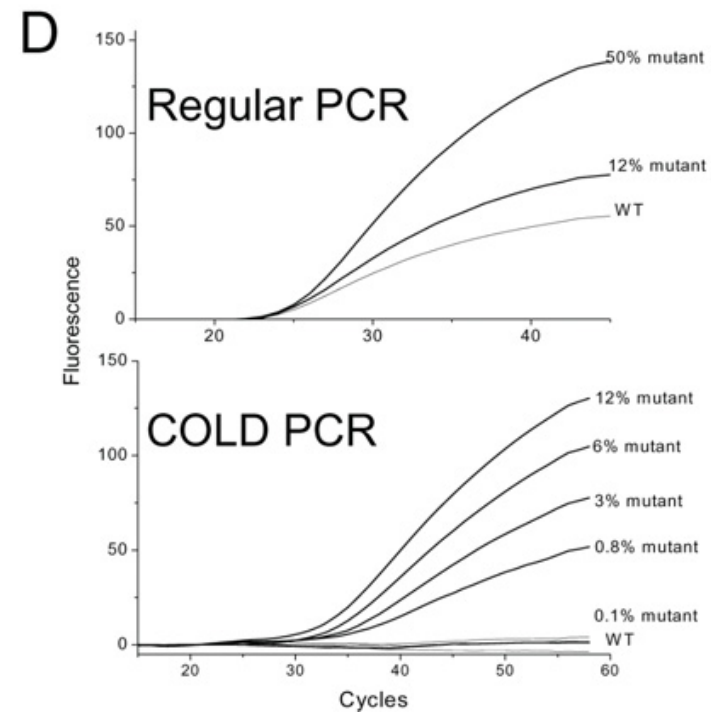 D
Regular PCR
150
100
50
0
20
30
40
50% mutant
12% mutant
WT
Fluorescence
COLD PCR
150
100
50
0
20
30
40
50
60
12% mutant
6% mutant
3% mutant
0.8% mutant
0.1% mutant
WT
Cycles